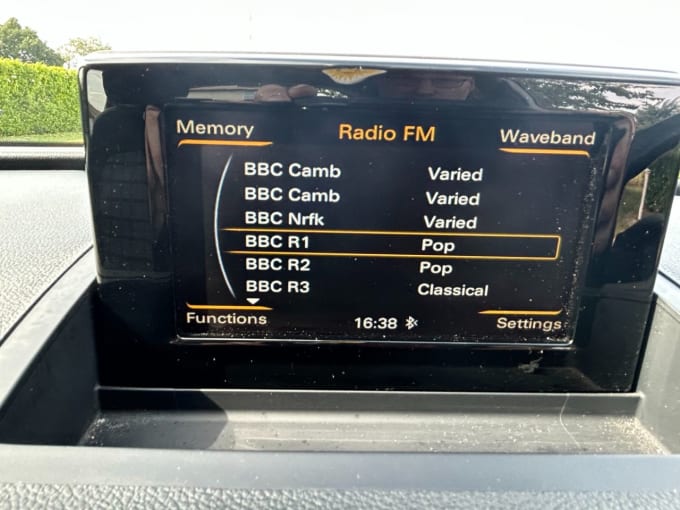 Memory Radio FM Waveband
BBC Camb Varied
BBC Camb Varied
BBC Nrfk Varied
BBC R1 Pop
BBC R2 Pop
BBC R3 Classical
Functions 16:38 Settings